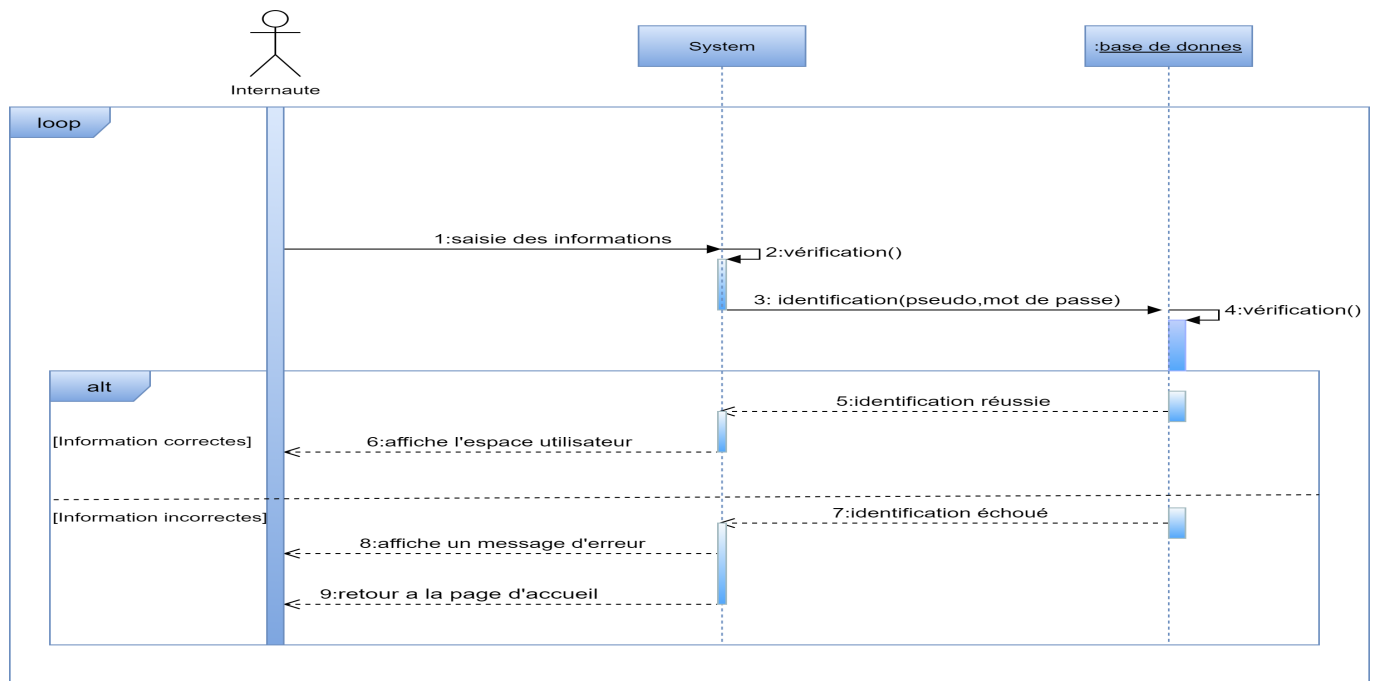 Internaute
System
:base de donnes
loop
1:saisie des informations
2:vérification()
3: identification(pseudo,mot de passe)
4:vérification()
alt
5:identification réussie
[Information correctes]
6:affiche l'espace utilisateur
[Information incorrectes]
7:identification échoué
8:affiche un message d'erreur
9:retour a la page d'accueil